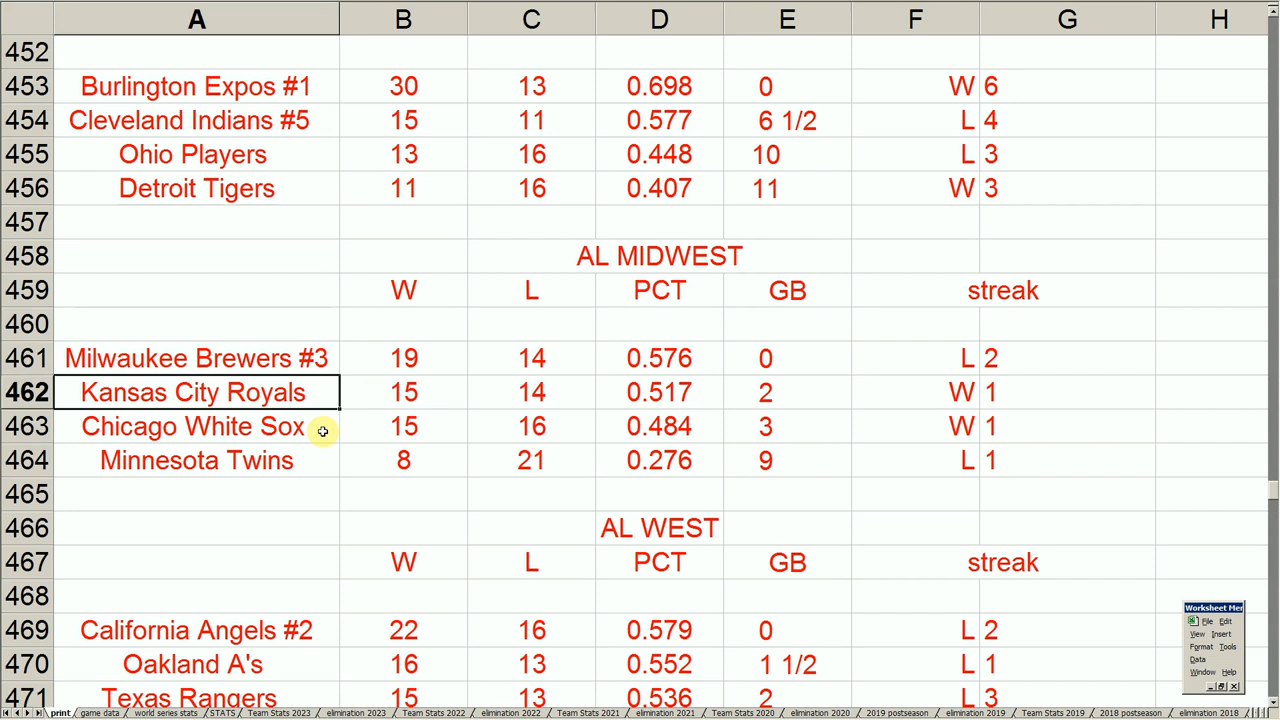 A B C D E F G H
452
453 Burlington Expos #1 30 13 0.698 0 W 6
454 Cleveland Indians #5 15 11 0.577 6 1/2 L 4
455 Ohio Players 13 16 0.448 10 L 3
456 Detroit Tigers 11 16 0.407 11 W 3
457
458 AL MIDWEST
459 W L PCT GB streak
460
461 Milwaukee Brewers #3 19 14 0.576 0 L 2
462 Kansas City Royals 15 14 0.517 2 W 1
463 Chicago White Sox 15 16 0.484 3 W 1
464 Minnesota Twins 8 21 0.276 9 L 1
465
466 AL WEST
467 W L PCT GB streak
468
469 California Angels #2 22 16 0.579 0 L 2
470 Oakland A's 16 13 0.552 1 1/2 L 1
471 Texas Rangers 15 13 0.536 2 L 3
Worksheet Mer
File Edit
View Insert
Format Tools
Data
Window Help
print game data world series stats STATS Team Stats 2023 elimination 2023 Team Stats 2022 elimination 2022 Team Stats 2021 elimination 2021 Team Stats 2020 elimination 2020 2019 postseason elimination 2019 Team Stats 2019 2018 postseason elimination 2018